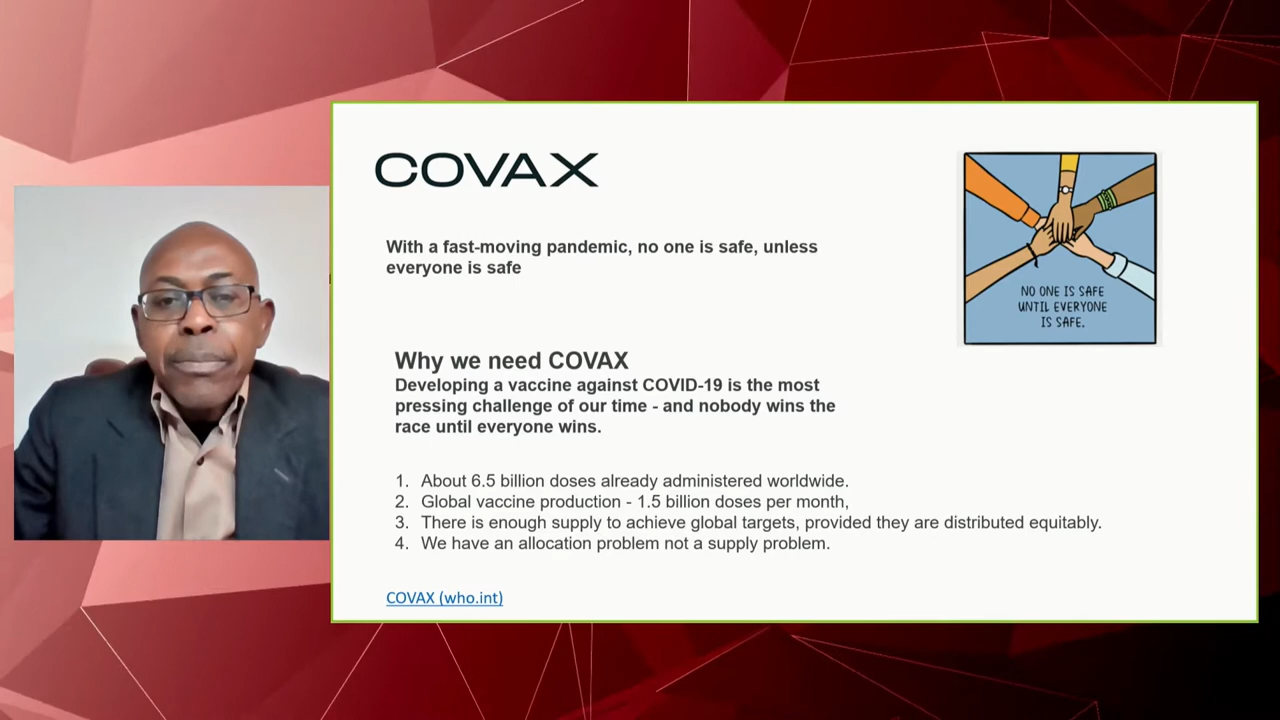 COVAX
With a fast-moving pandemic, no one is safe, unless
everyone is safe
NO ONE IS SAFE
UNTIL EVERYONE
IS SAFE.
Why we need COVAX
Developing a vaccine against COVID-19 is the most
pressing challenge of our time - and nobody wins the
race until everyone wins.
1. About 6.5 billion doses already administered worldwide.
2. Global vaccine production - 1.5 billion doses per month,
3. There is enough supply to achieve global targets, provided they are distributed equitably.
4. We have an allocation problem not a supply problem.
COVAX (who.int)